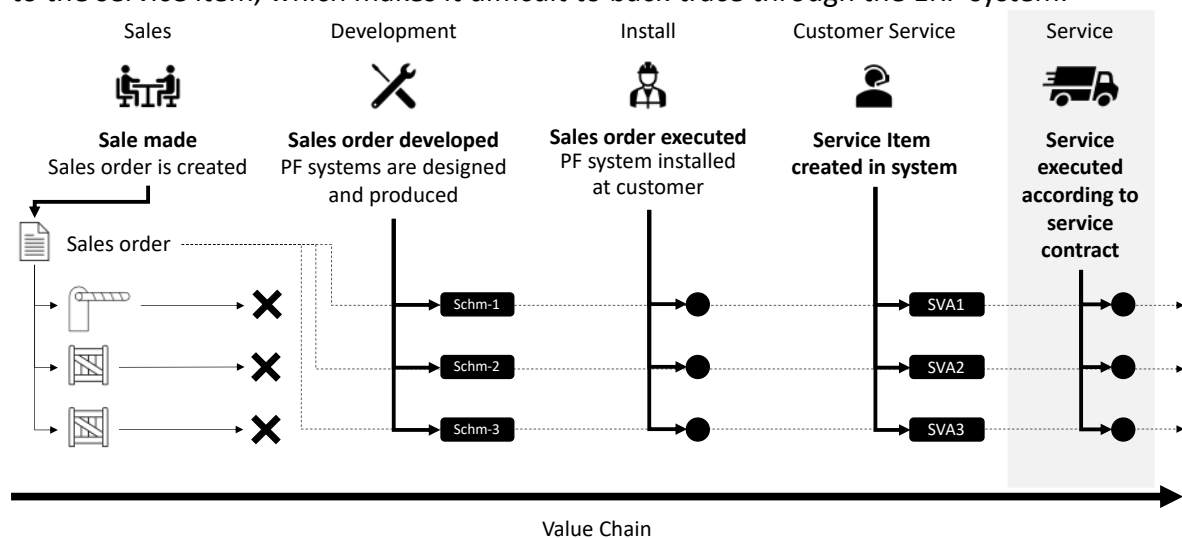 to the service item, which makes it difficult to back trace through the ERP system.
Sales
Development
Install
Customer Service
Service
Sale made
Sales order is created
Sales order developed
PF systems are designed
and produced
Sales order executed
PF system installed
at customer
Service Item
created in system
Service
executed
according to
service
contract
Sales order
Schm-1
SVA1
Schm-2
SVA2
Schm-3
SVA3
Value Chain